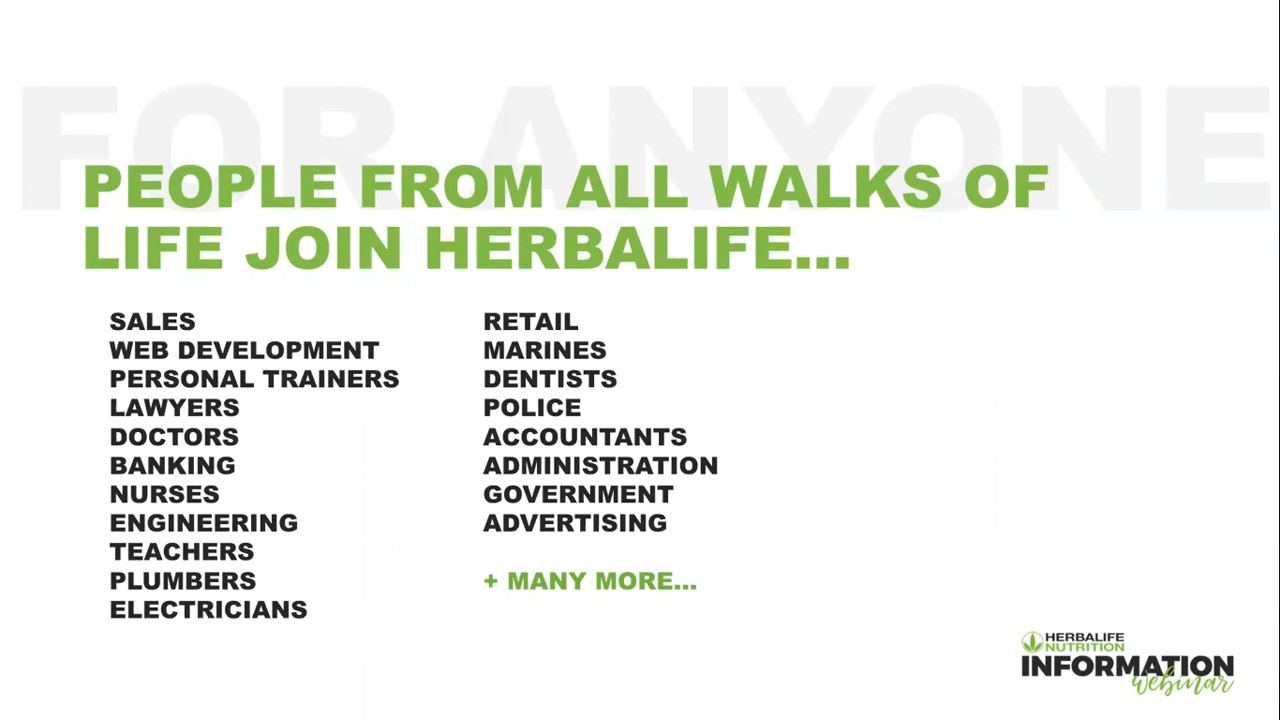 FOR ANYONE
PEOPLE FROM ALL WALKS OF
LIFE JOIN HERBALIFE...
SALES
WEB DEVELOPMENT
PERSONAL TRAINERS
LAWYERS
DOCTORS
BANKING
NURSES
ENGINEERING
TEACHERS
PLUMBERS
ELECTRICIANS
RETAIL
MARINES
DENTISTS
POLICE
ACCOUNTANTS
ADMINISTRATION
GOVERNMENT
ADVERTISING
+ MANY MORE...
HERBALIFE
NUTRITION
INFORMATION
webinar